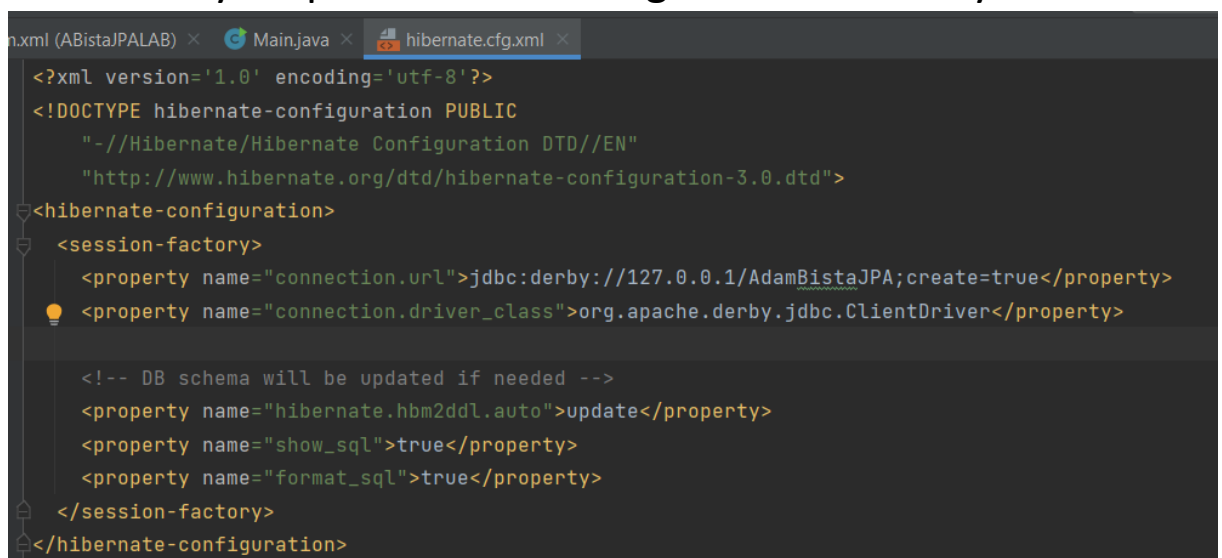 n.xml (ABistaJPALAB) × Main.java × hibernate.cfg.xml ×
<?xml version='1.0' encoding='utf-8'?>
<!DOCTYPE hibernate-configuration PUBLIC
"-//Hibernate/Hibernate Configuration DTD//EN"
"http://www.hibernate.org/dtd/hibernate-configuration-3.0.dtd">
<hibernate-configuration>
<session-factory>
<property name="connection.url">jdbc:derby://127.0.0.1/AdamBistaJPA;create=true</property>
<property name="connection.driver_class">org.apache.derby.jdbc.ClientDriver</property>
<!-- DB schema will be updated if needed -->
<property name="hibernate.hbm2ddl.auto">update</property>
<property name="show_sql">true</property>
<property name="format_sql">true</property>
</session-factory>
</hibernate-configuration>